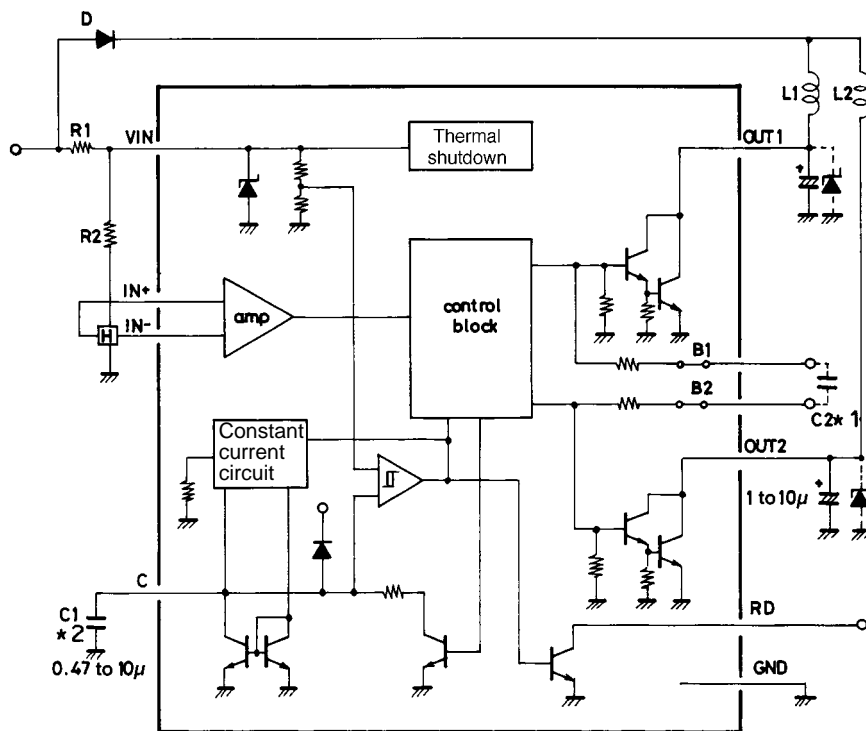 D
L1
L2
R1
VIN
Thermal
shutdown
OUT1
+
R2
IN+
IN-
H
amp
control
block
B1
B2
C2* 1
Constant
current
circuit
OUT2
+
1 to 10μ
C
C1
*2
0.47 to 10μ
RD
GND